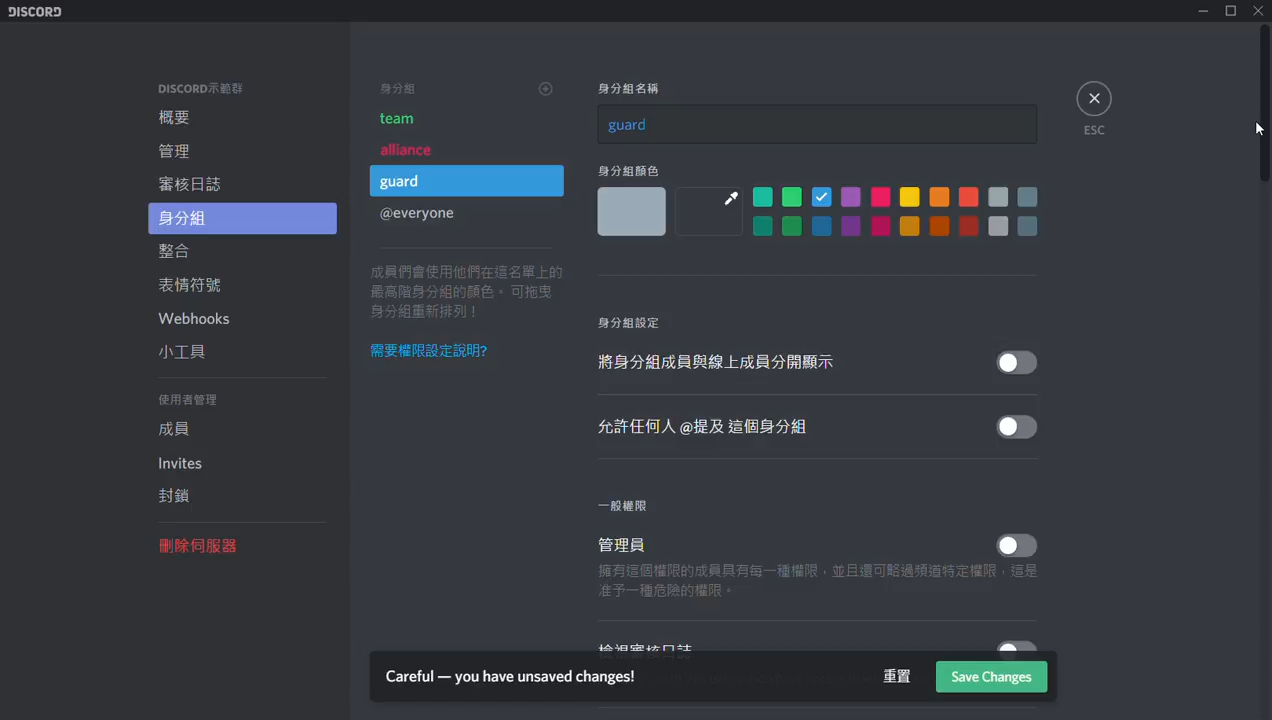 DISCORD
DISCORD示範群
概要
管理
審核日誌
身分組
整合
表情符號
Webhooks
小工具
使用者管理
成員
Invites
封鎖
刪除伺服器
身分組
team
alliance
guard
@everyone
成員們會使用他們在這名單上的
最高階身分組的顏色。 可拖曳
身分組重新排列！
需要權限設定說明?
身分組名稱
guard
身分組顏色
身分組設定
將身分組成員與線上成員分開顯示
允許任何人 @提及 這個身分組
一般權限
管理員
擁有這個權限的成員具有每一種權限，並且還可略過頻道特定權限，這是
准予一種危險的權限。
檢視審核日誌
ESC
Careful — you have unsaved changes!
重置
Save Changes